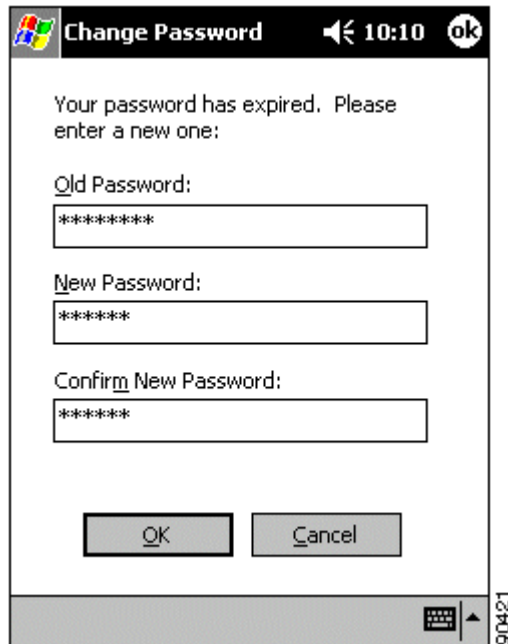 Change Password 10:10 ok
Your password has expired. Please
enter a new one:
Old Password:
********
New Password:
******
Confirm New Password:
******
OK Cancel
90421